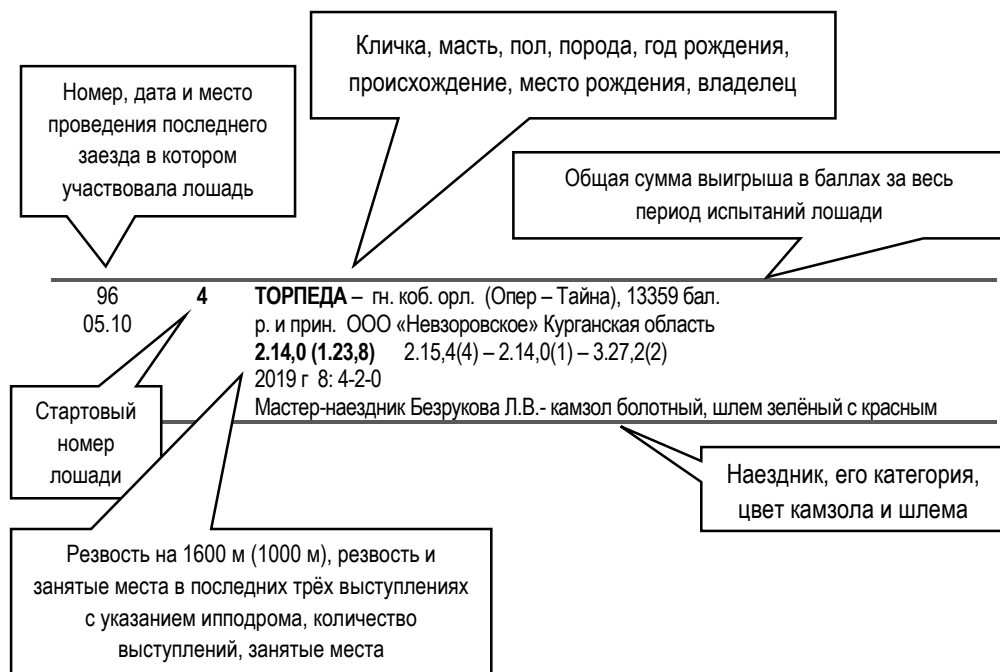 Кличка, масть, пол, порода, год рождения,
происхождение, место рождения, владелец
Номер, дата и место
проведения последнего
заезда в котором
участвовала лошадь
Общая сумма выигрыша в баллах за весь
период испытаний лошади
96 4 ТОРПЕДА – гн. коб. орл. (Опер – Тайна), 13359 бал.
05.10 р. и прин. ООО «Невзоровское» Курганская область
2.14,0 (1.23,8) 2.15,4(4) – 2.14,0(1) – 3.27,2(2)
2019 г 8: 4-2-0
Мастер-наездник Безрукова Л.В.- камзол болотный, шлем зелёный с красным
Стартовый
номер
лошади
Наездник, его категория,
цвет камзола и шлема
Резвость на 1600 м (1000 м), резвость и
занятые места в последних трёх выступлениях
с указанием ипподрома, количество
выступлений, занятые места